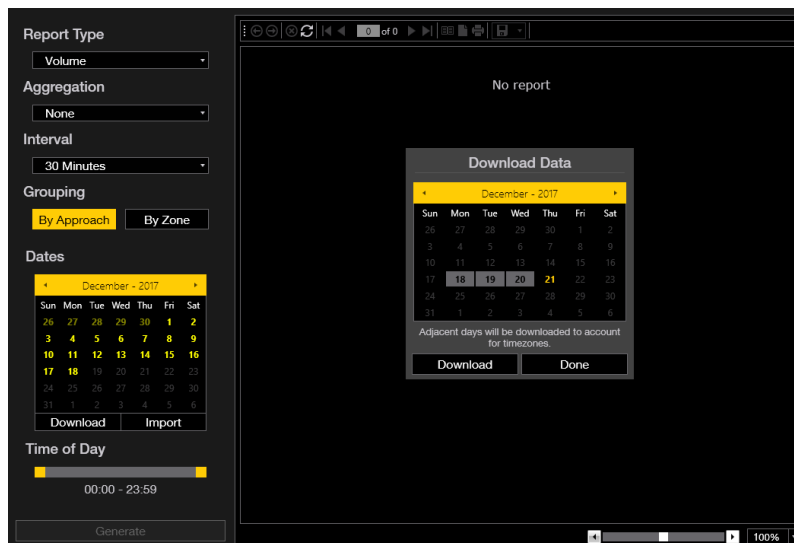 Report Type
Volume
Aggregation
None
Interval
30 Minutes
Grouping
By Approach By Zone
Dates
December - 2017
Sun Mon Tue Wed Thu Fri Sat
26 27 28 29 30 1 2
3 4 5 6 7 8 9
10 11 12 13 14 15 16
17 18 19 20 21 22 23
24 25 26 27 28 29 30
31 1 2 3 4 5 6
Download Import
Time of Day
00:00 - 23:59
Generate
0 of 0
No report
Download Data
December - 2017
Sun Mon Tue Wed Thu Fri Sat
26 27 28 29 30 1 2
3 4 5 6 7 8 9
10 11 12 13 14 15 16
17 18 19 20 21 22 23
24 25 26 27 28 29 30
31 1 2 3 4 5 6
Adjacent days will be downloaded to account
for timezones.
Download Done
100%